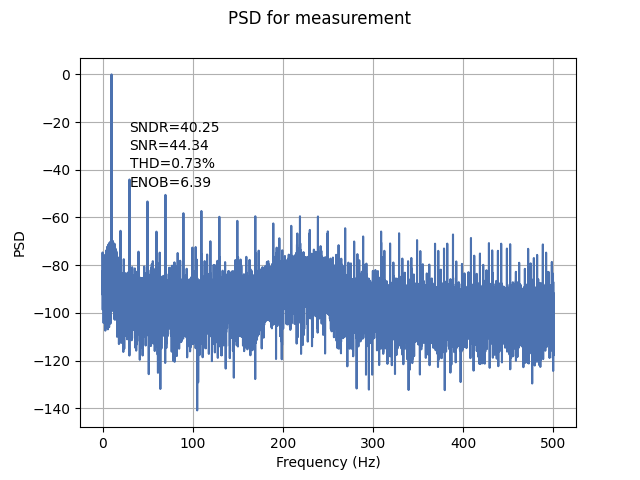 PSD for measurement
0
−20
−40
−60
−80
−100
−120
−140
PSD
SNDR=40.25
SNR=44.34
THD=0.73%
ENOB=6.39
0 100 200 300 400 500
Frequency (Hz)